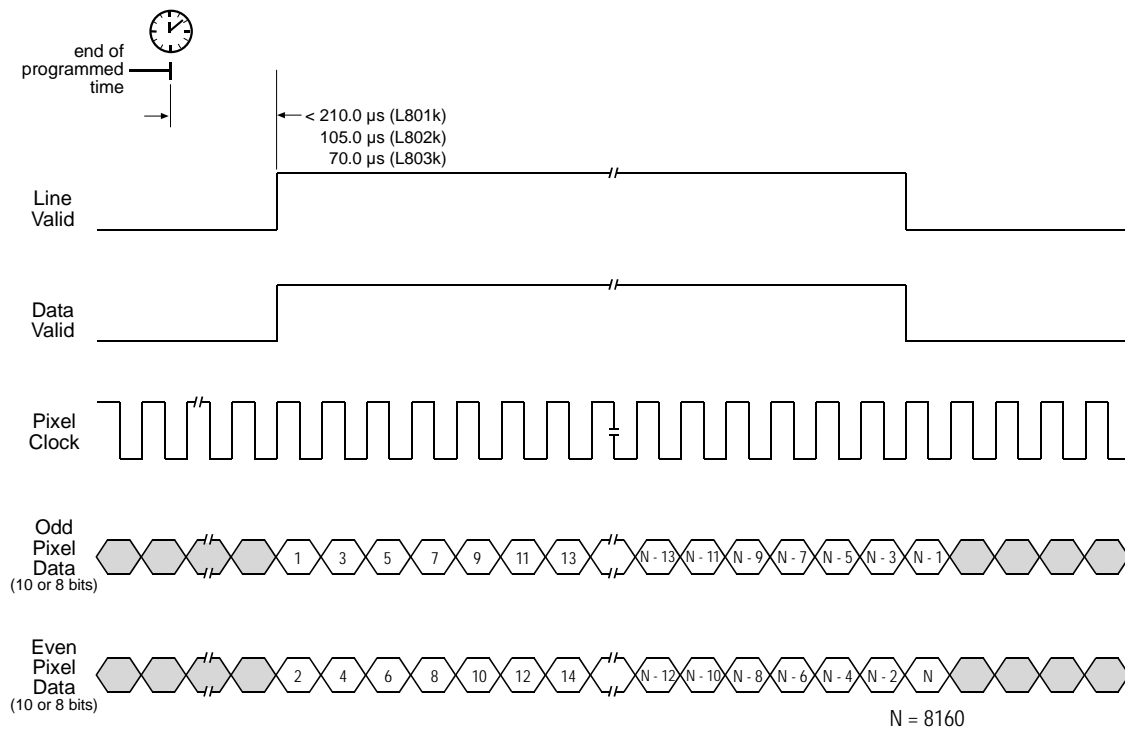 end of
programmed
time
< 210.0 µs (L801k)
105.0 µs (L802k)
70.0 µs (L803k)
Line
Valid
Data
Valid
Pixel
Clock
Odd
Pixel
Data
(10 or 8 bits)
1 3 5 7 9 11 13 N - 13 N - 11 N - 9 N - 7 N - 5 N - 3 N - 1
Even
Pixel
Data
(10 or 8 bits)
2 4 6 8 10 12 14 N - 12 N - 10 N - 8 N - 6 N - 4 N - 2 N
N = 8160